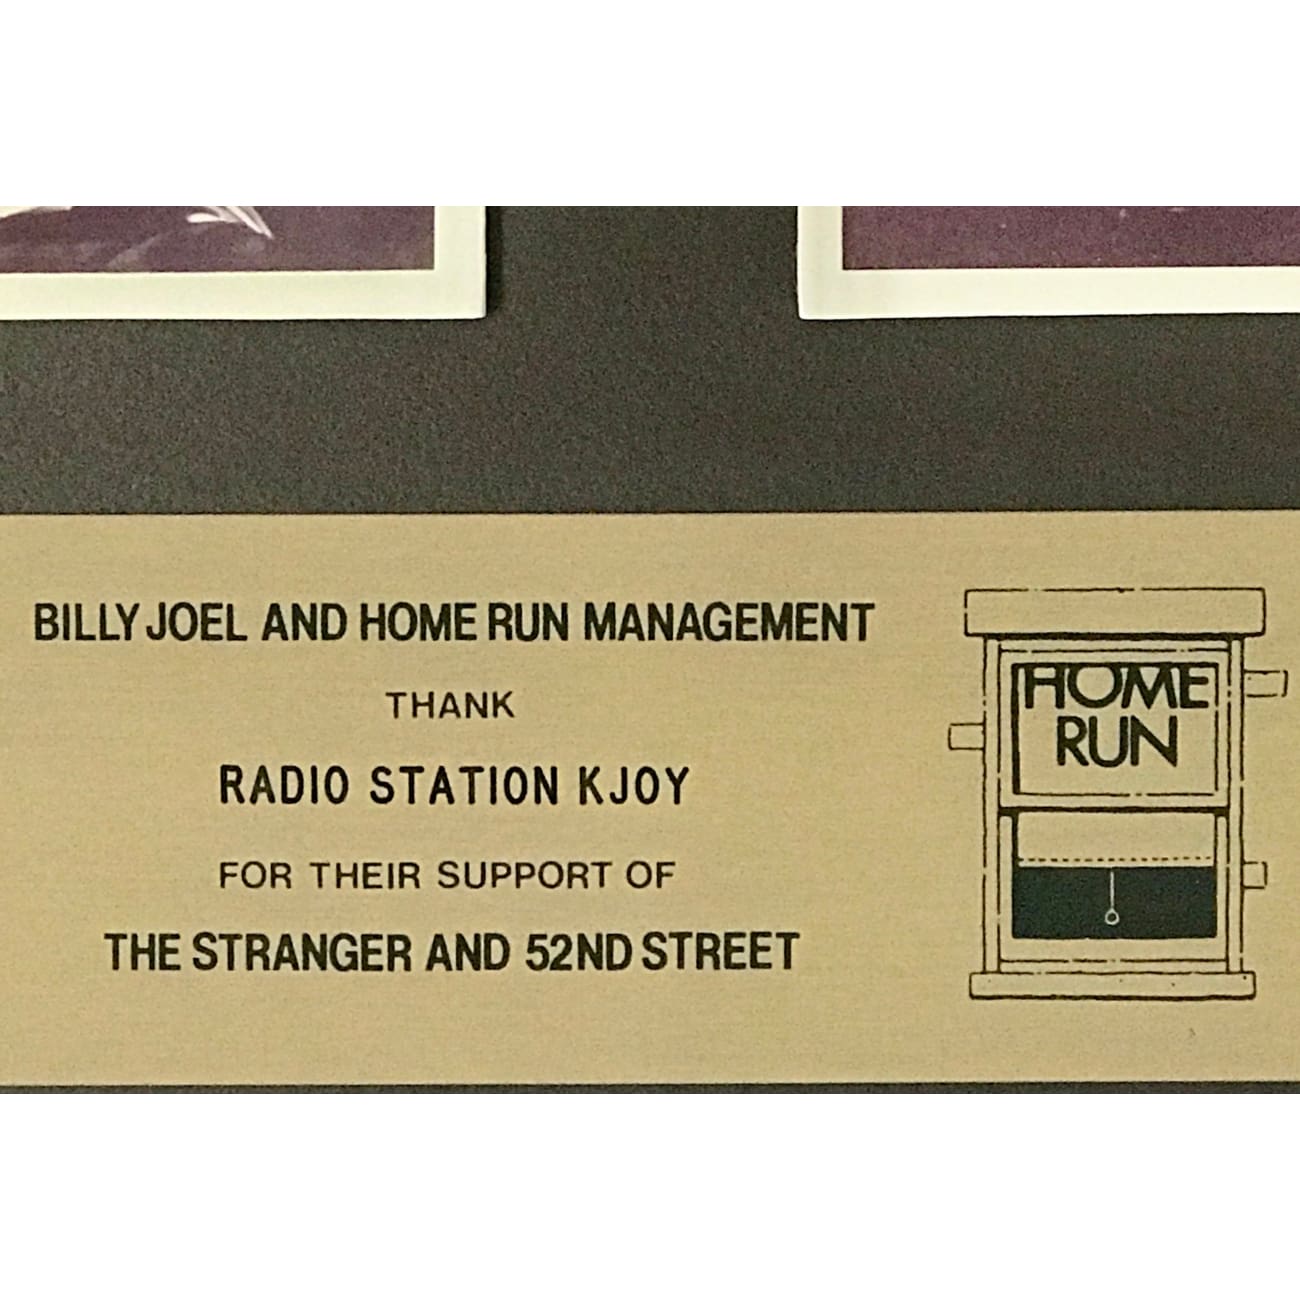 BILLY JOEL AND HOME RUN MANAGEMENT
THANK
RADIO STATION KJOY
FOR THEIR SUPPORT OF
THE STRANGER AND 52ND STREET
HOME
RUN